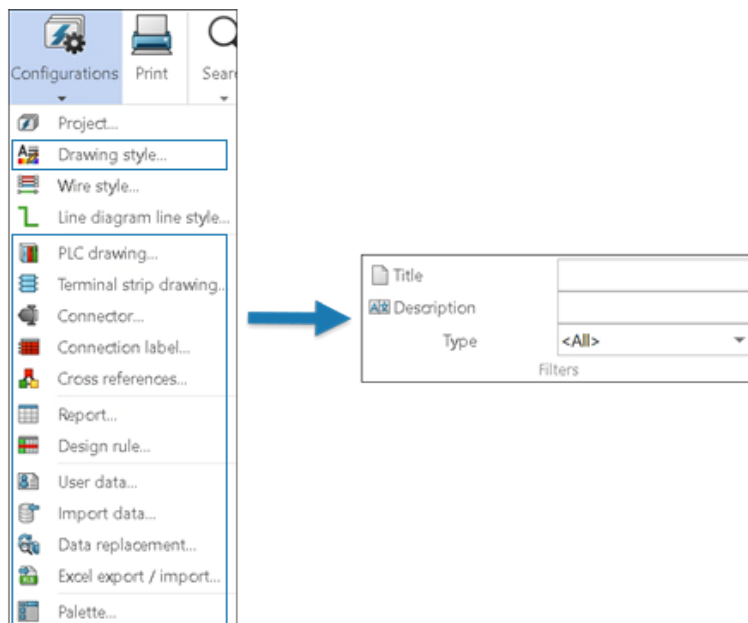 Configurations
Print
Sear
Project...
Drawing style...
Wire style...
Line diagram line style...
PLC drawing...
Terminal strip drawing..
Connector...
Connection label...
Cross references...
Report...
Design rule...
User data...
Import data...
Data replacement...
Excel export / import...
Palette...
Title
Description
Type
<All>
Filters